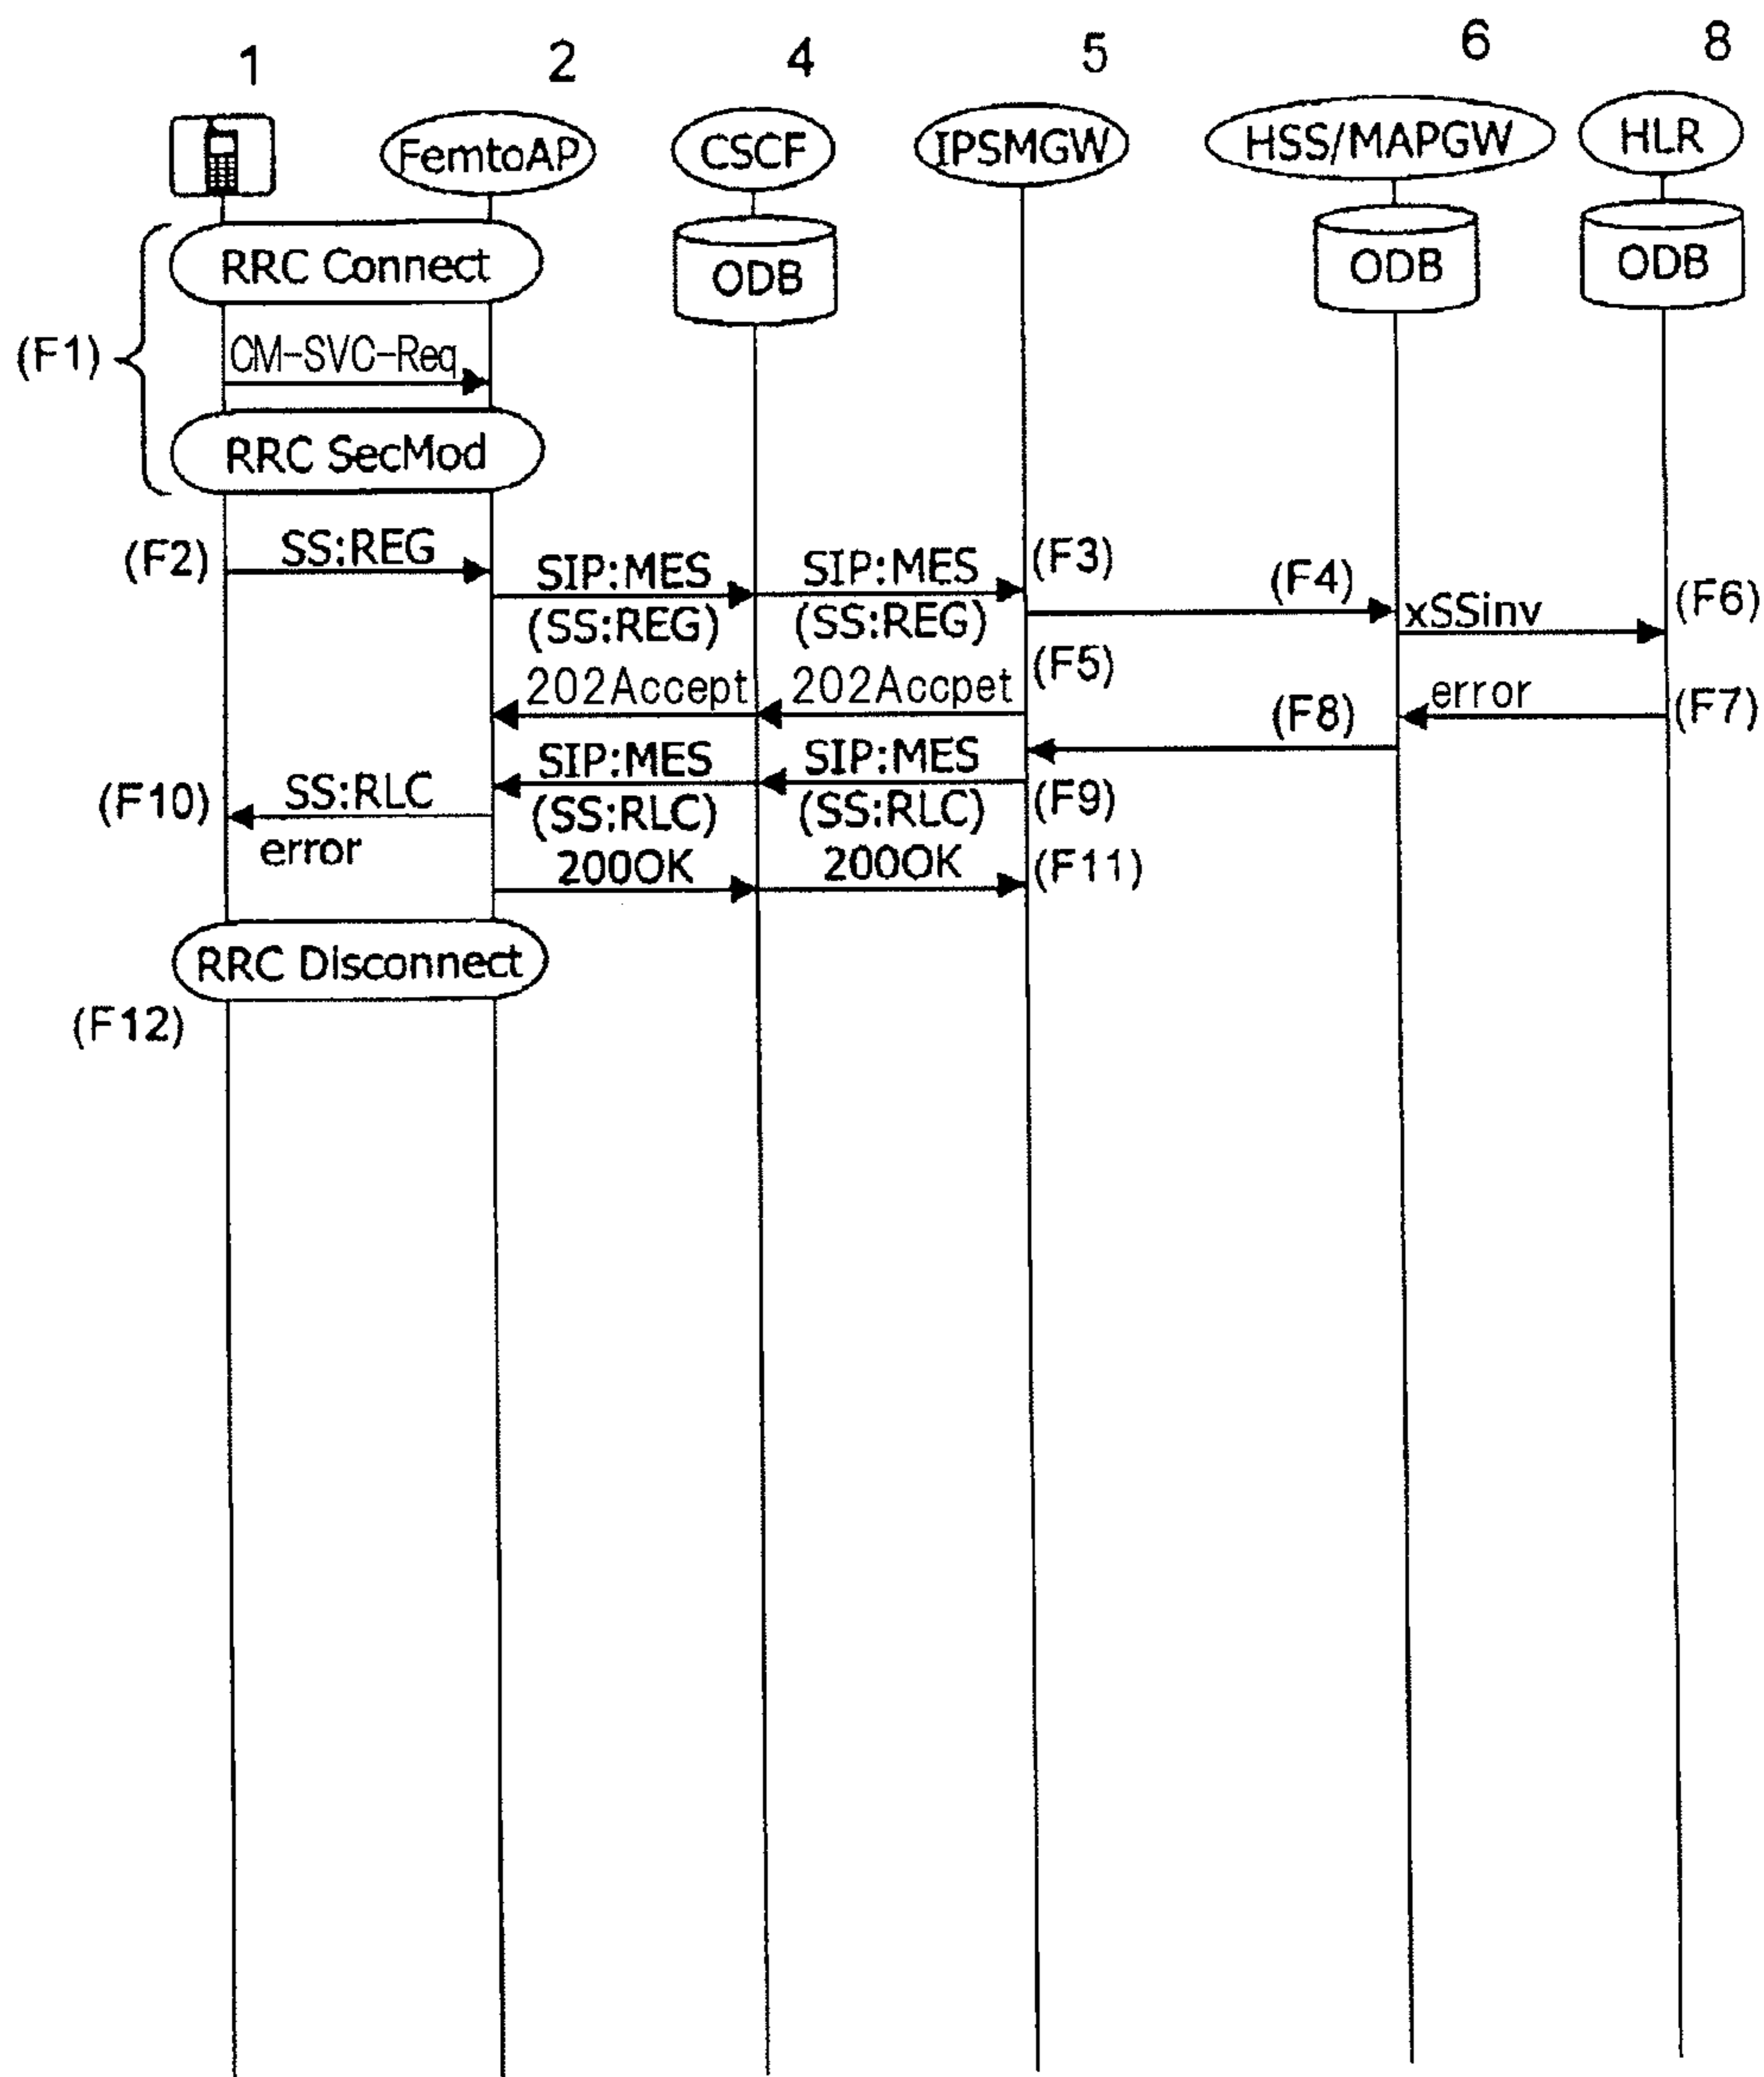 1 2 4 5 6 8
FemtoAP CSCF IPSMGW HSS/MAPGW HLR
ODB ODB ODB
RRC Connect
(F1) CM-SVC-Req
RRC SecMod
(F2) SS:REG SIP:MES SIP:MES (F3) (F4)
(SS:REG) (SS:REG) xSSinv (F6)
202Accept 202Accpet (F5) error (F7)
(F8)
SIP:MES SIP:MES
(F10) SS:RLC (SS:RLC) (SS:RLC) (F9)
error 200OK 200OK (F11)
RRC Disconnect
(F12)